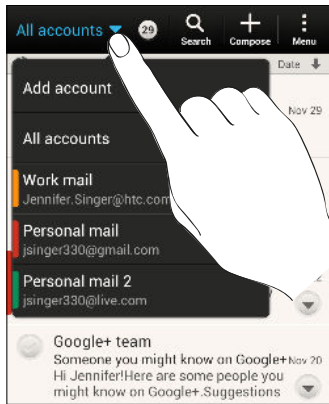 All accounts
29
Search
Compose
Menu
Date
Add account
Nov 29
All accounts
Work mail
Jennifer.Singer@htc.com
Personal mail
jsinger330@gmail.com
Personal mail 2
jsinger330@live.com
Google+ team
Someone you might know on Google+ Nov 20
Hi Jennifer!Here are some people you
might know on Google+.Suggestions